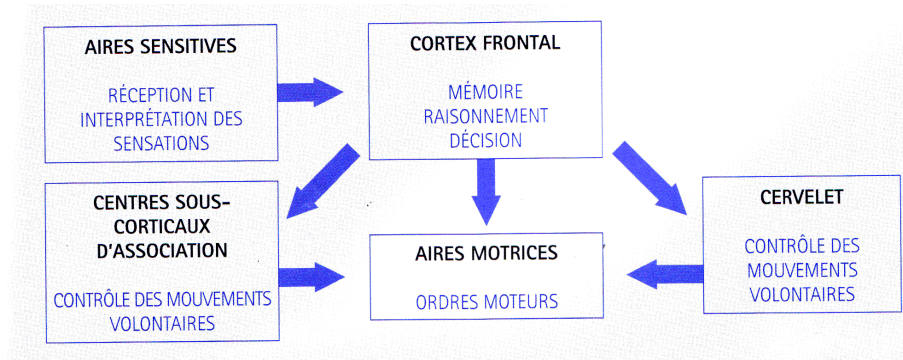 AIRES SENSITIVES
RÉCEPTION ET
INTERPRÉTATION DES
SENSATIONS
CORTEX FRONTAL
MÉMOIRE
RAISONNEMENT
DÉCISION
CENTRES SOUS-
CORTICAUX
D'ASSOCIATION
CONTRÔLE DES MOUVEMENTS
VOLONTAIRES
AIRES MOTRICES
ORDRES MOTEURS
CERVELET
CONTRÔLE DES
MOUVEMENTS
VOLONTAIRES